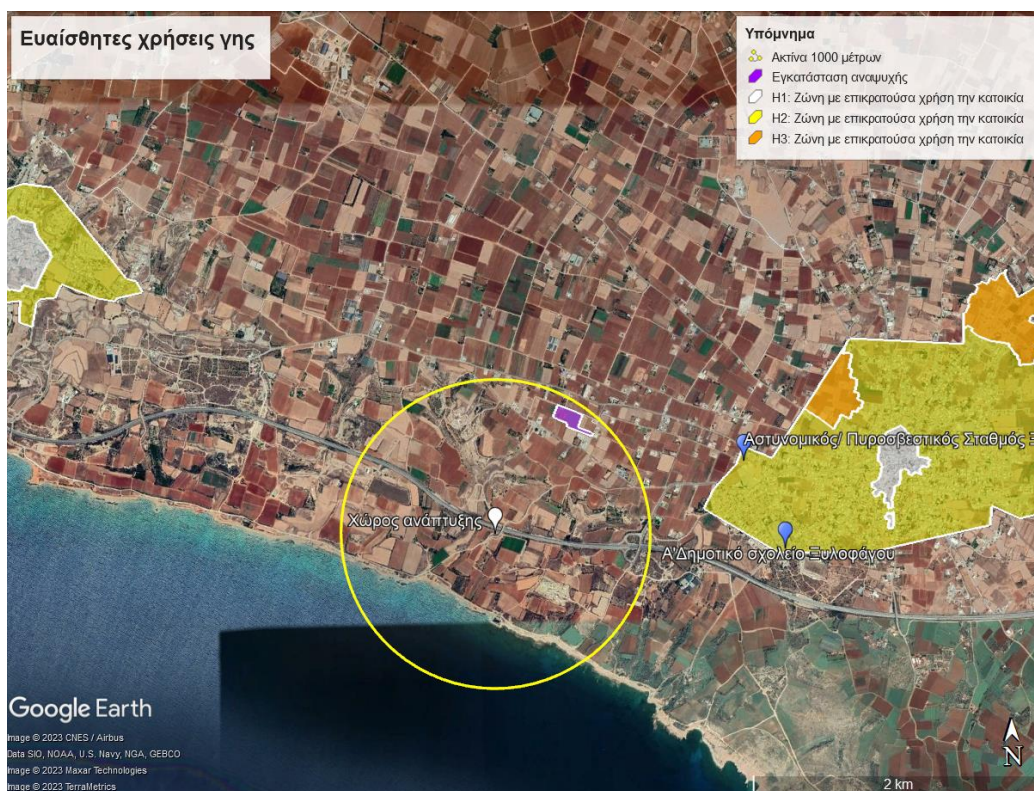 Ευαίσθητες χρήσεις γης
Υπόμνημα
Ακτίνα 1000 μέτρων
Εγκατάσταση αναψυχής
Η1: Ζώνη με επικρατούσα χρήση την κατοικία
Η2: Ζώνη με επικρατούσα χρήση την κατοικία
Η3: Ζώνη με επικρατούσα χρήση την κατοικία
Αστυνομικός/ Πυροσβεστικός Σταθμός Ξ
Χώρος ανάπτυξης
Α'Δημοτικό σχολείο Ξυλοφάγου
Google Earth
Image © 2023 CNES / Airbus
Data SIO, NOAA, U.S. Navy, NGA, GEBCO
Image © 2023 Maxar Technologies
Image © 2023 TerraMetrics
N
2 km